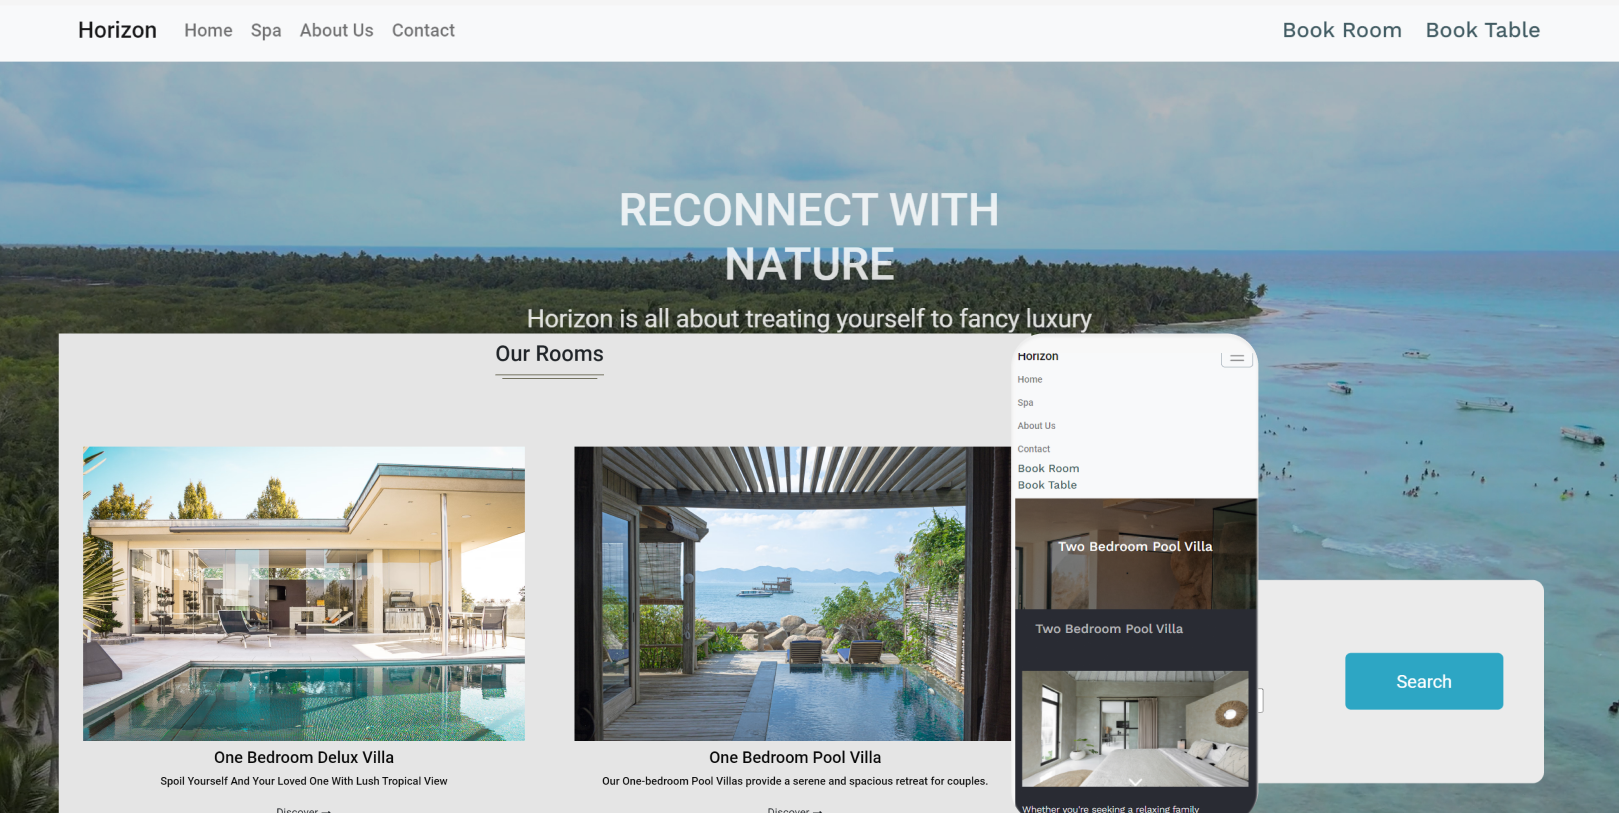 Horizon Home Spa About Us Contact Book Room Book Table
RECONNECT WITH
NATURE
Horizon is all about treating yourself to fancy luxury
Our Rooms
One Bedroom Delux Villa
Spoil Yourself And Your Loved One With Lush Tropical View
Discover →
One Bedroom Pool Villa
Our One-bedroom Pool Villas provide a serene and spacious retreat for couples.
Discover →
Horizon
Home
Spa
About Us
Contact
Book Room
Book Table
Two Bedroom Pool Villa
Two Bedroom Pool Villa
Whether you're seeking a relaxing family
Search